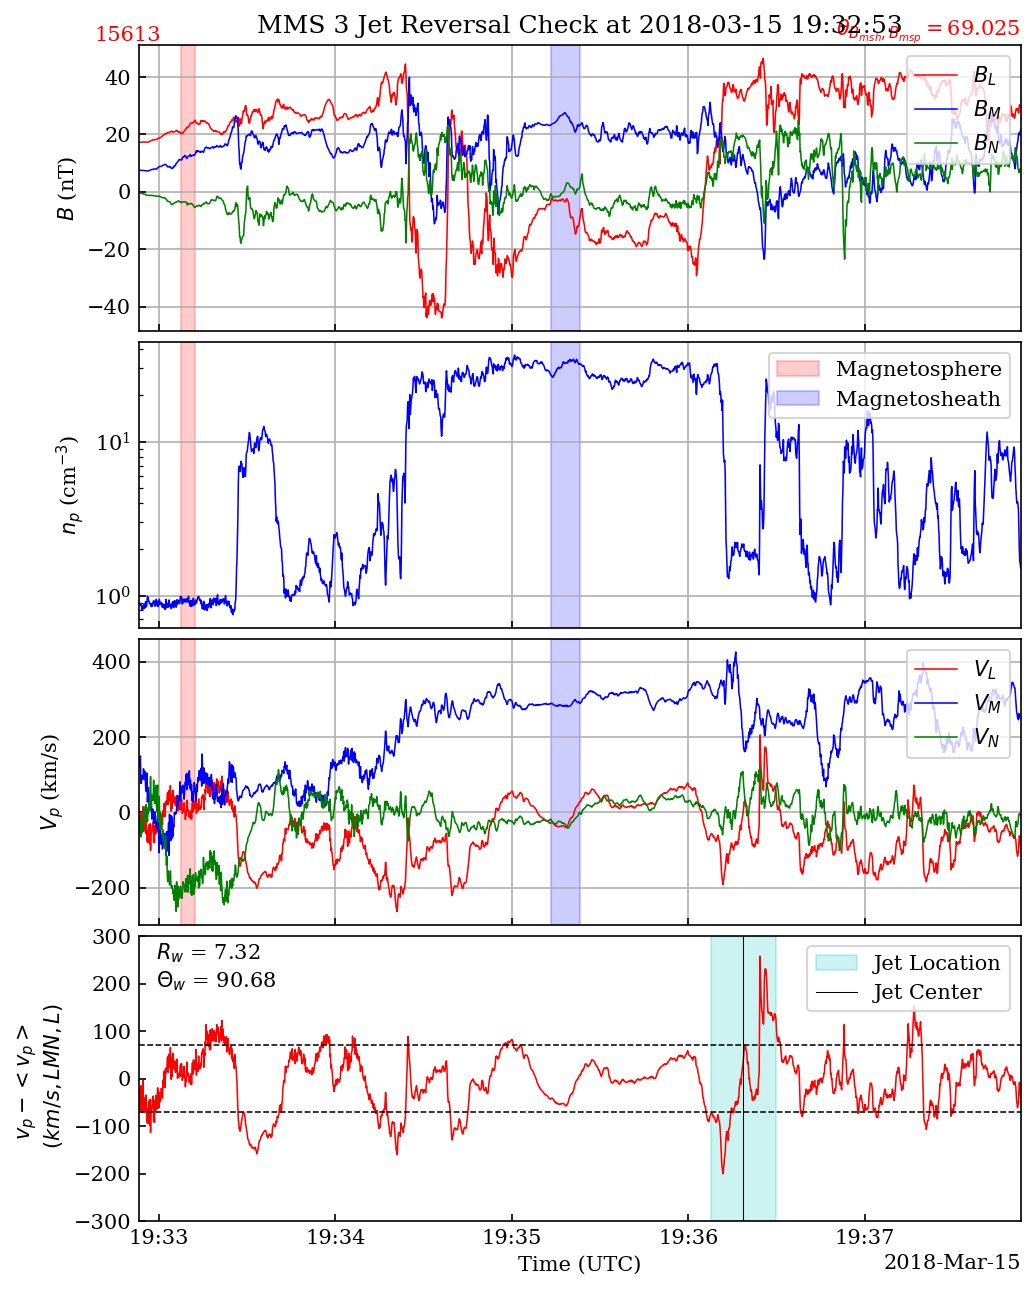 MMS 3 Jet Reversal Check at 2018-03-15 19:32:53
15613
θ_{B_{msh}, B_{msp}} = 69.025
40
20
0
−20
−40
B (nT)
B_L
B_M
B_N
10^1
10^0
n_p (cm^{−3})
Magnetosphere
Magnetosheath
400
200
0
−200
V_p (km/s)
V_L
V_M
V_N
300
200
100
0
−100
−200
−300
v_p − <v_p>
(km/s, LMN, L)
R_w = 7.32
Θ_w = 90.68
Jet Location
Jet Center
19:33
19:34
19:35
19:36
19:37
Time (UTC)
2018-Mar-15